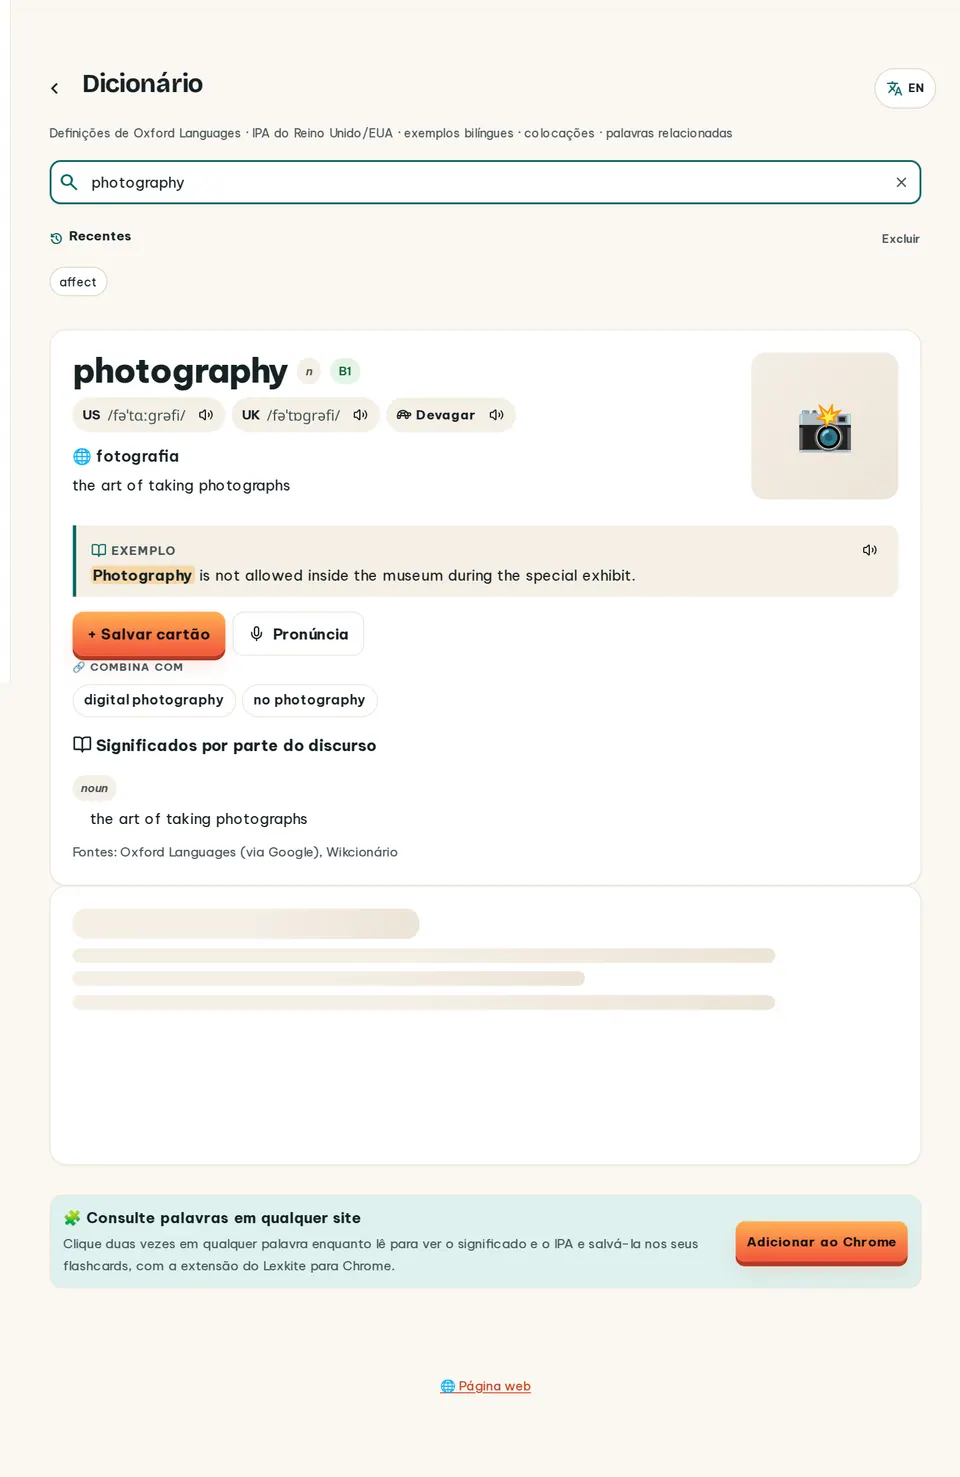 Dicionário
EN
Definições de Oxford Languages · IPA do Reino Unido/EUA · exemplos bilíngues · colocações · palavras relacionadas
photography
Recentes
Excluir
affect
photography n B1
US /fəˈtɑːɡrəfi/ UK /fəˈtɒɡrəfi/ Devagar
fotografia
the art of taking photographs
EXEMPLO
Photography is not allowed inside the museum during the special exhibit.
+ Salvar cartão Pronúncia
COMBINA COM
digital photography no photography
Significados por parte do discurso
noun
the art of taking photographs
Fontes: Oxford Languages (via Google), Wikcionário
Consulte palavras em qualquer site
Clique duas vezes em qualquer palavra enquanto lê para ver o significado e o IPA e salvá-la nos seus
flashcards, com a extensão do Lexkite para Chrome.
Adicionar ao Chrome
Página web